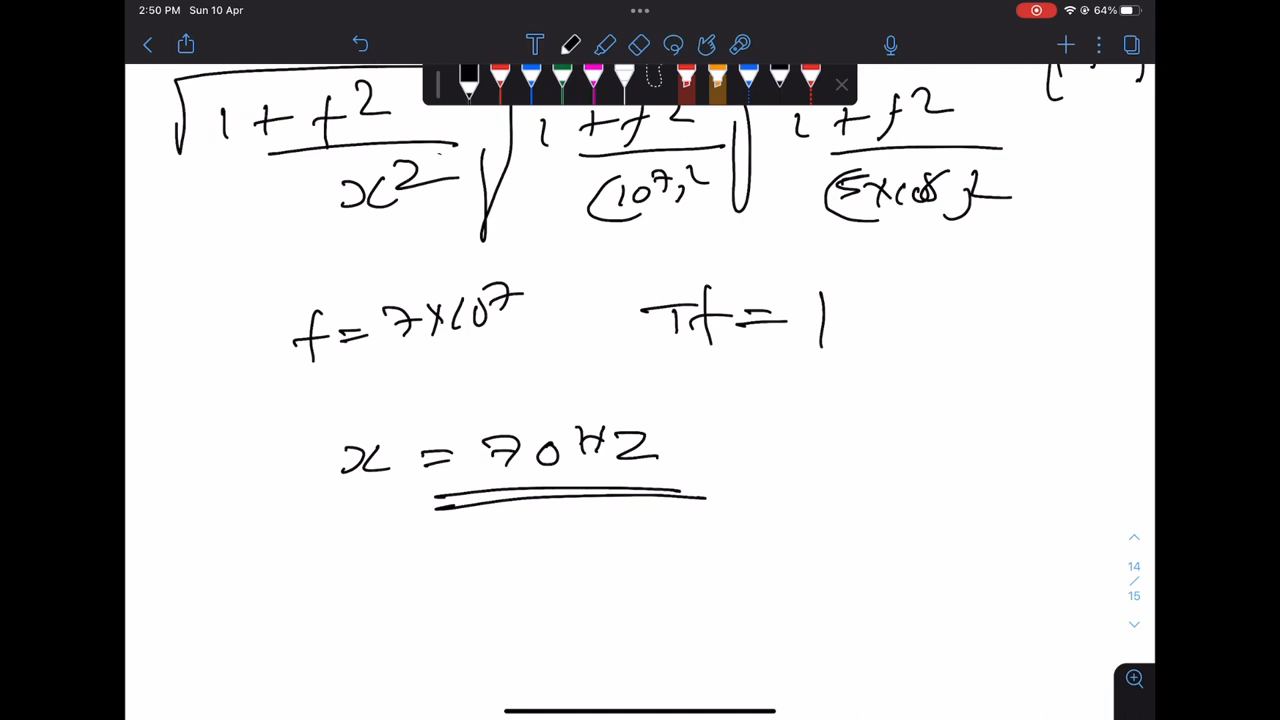 2:50 PM Sun 10 Apr 64%
T
√(1 + f² / x²) √(1 + f² / (10⁷)²) √(1 + f² / (5×10⁸)²)
f = 7×10⁷ Tf = 1
x = 70 HZ
14
/
15